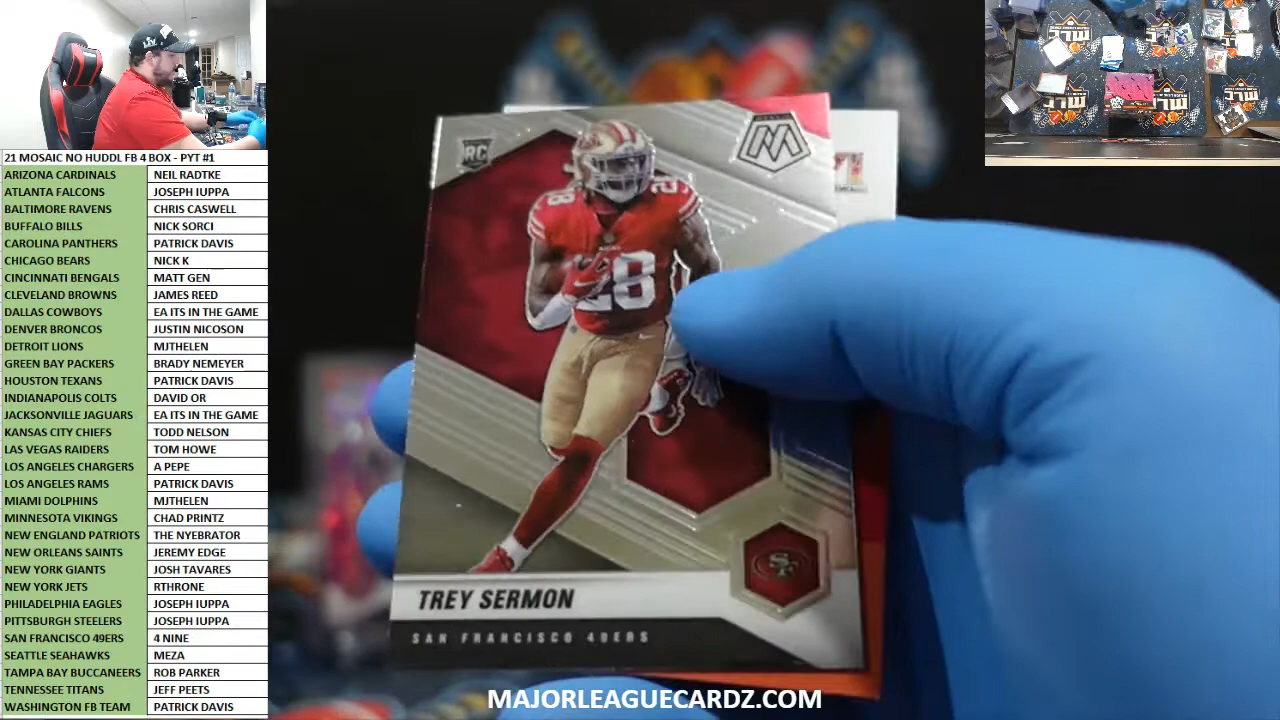 21 MOSAIC NO HUDDL FB 4 BOX - PYT #1
ARIZONA CARDINALS NEIL RADTKE
ATLANTA FALCONS JOSEPH IUPPA
BALTIMORE RAVENS CHRIS CASWELL
BUFFALO BILLS NICK SORCI
CAROLINA PANTHERS PATRICK DAVIS
CHICAGO BEARS NICK K
CINCINNATI BENGALS MATT GEN
CLEVELAND BROWNS JAMES REED
DALLAS COWBOYS EA ITS IN THE GAME
DENVER BRONCOS JUSTIN NICOSON
DETROIT LIONS MJTHELEN
GREEN BAY PACKERS BRADY NEMEYER
HOUSTON TEXANS PATRICK DAVIS
INDIANAPOLIS COLTS DAVID OR
JACKSONVILLE JAGUARS EA ITS IN THE GAME
KANSAS CITY CHIEFS TODD NELSON
LAS VEGAS RAIDERS TOM HOWE
LOS ANGELES CHARGERS A PEPE
LOS ANGELES RAMS PATRICK DAVIS
MIAMI DOLPHINS MJTHELEN
MINNESOTA VIKINGS CHAD PRINTZ
NEW ENGLAND PATRIOTS THE NYEBRATOR
NEW ORLEANS SAINTS JEREMY EDGE
NEW YORK GIANTS JOSH TAVARES
NEW YORK JETS RTHRONE
PHILADELPHIA EAGLES JOSEPH IUPPA
PITTSBURGH STEELERS JOSEPH IUPPA
SAN FRANCISCO 49ERS 4 NINE
SEATTLE SEAHAWKS MEZA
TAMPA BAY BUCCANEERS ROB PARKER
TENNESSEE TITANS JEFF PEETS
WASHINGTON FB TEAM PATRICK DAVIS
RC
M
28
28
SF
TREY SERMON
SAN FRANCISCO 49ERS
MAJORLEAGUECARDZ.COM